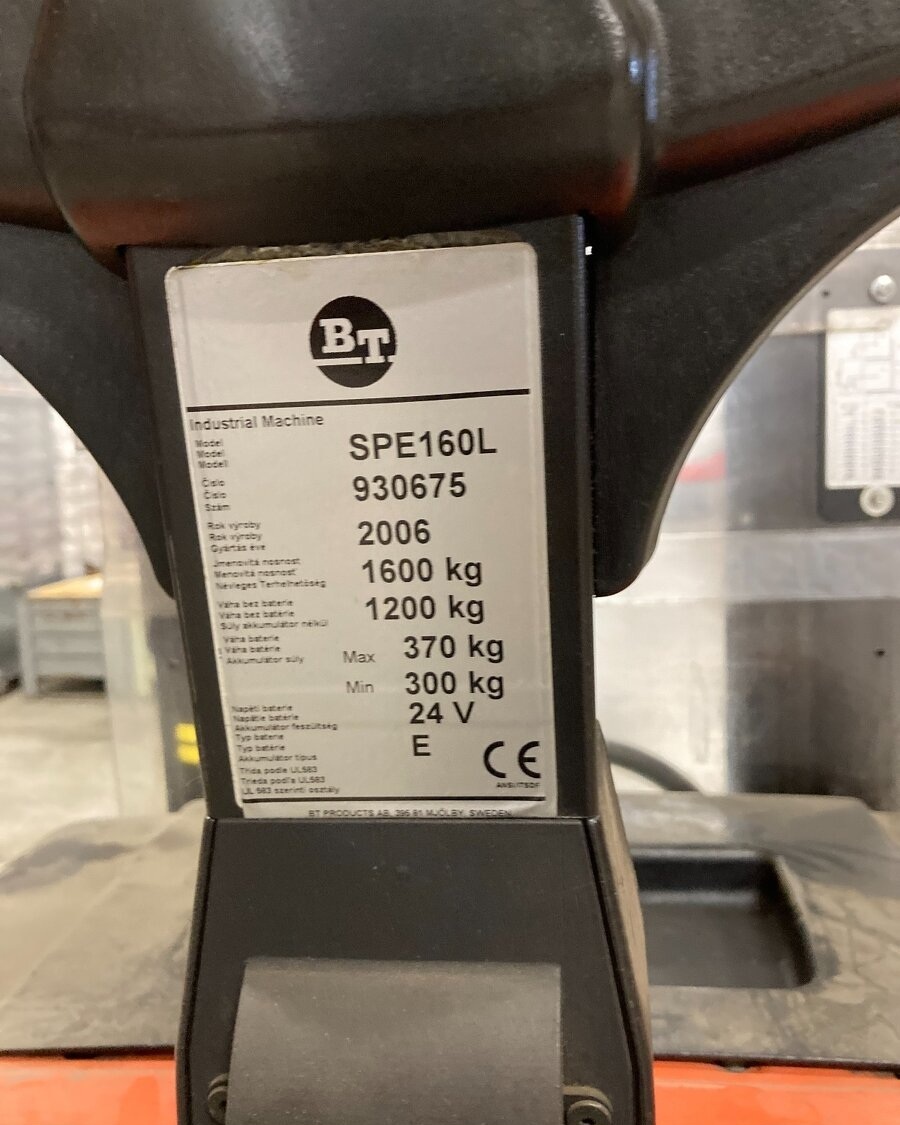 BT
Industrial Machine
Model
Model
Modell
SPE160L
Číslo
Číslo
Szám
930675
Rok výroby
Rok výroby
Gyártás éve
2006
Jmenovitá nosnost
Menovitá nosnosť
Névleges Terhelhetöség
1600 kg
Váha bez baterie
Váha bez batérie
Súly akkumulátor nélkül
1200 kg
Váha baterie
Váha batérie
Akkumulátor súly
Max 370 kg
Min 300 kg
Napětí baterie
Napätie batérie
Akkumulátor feszültség
24 V
Typ baterie
Typ batérie
Akkumulátor típus
E
Třída podle UL583
Trieda podľa UL583
UL 583 szerinti osztály
CE
BT PRODUCTS AB, 595 81 MJÖLBY, SWEDEN